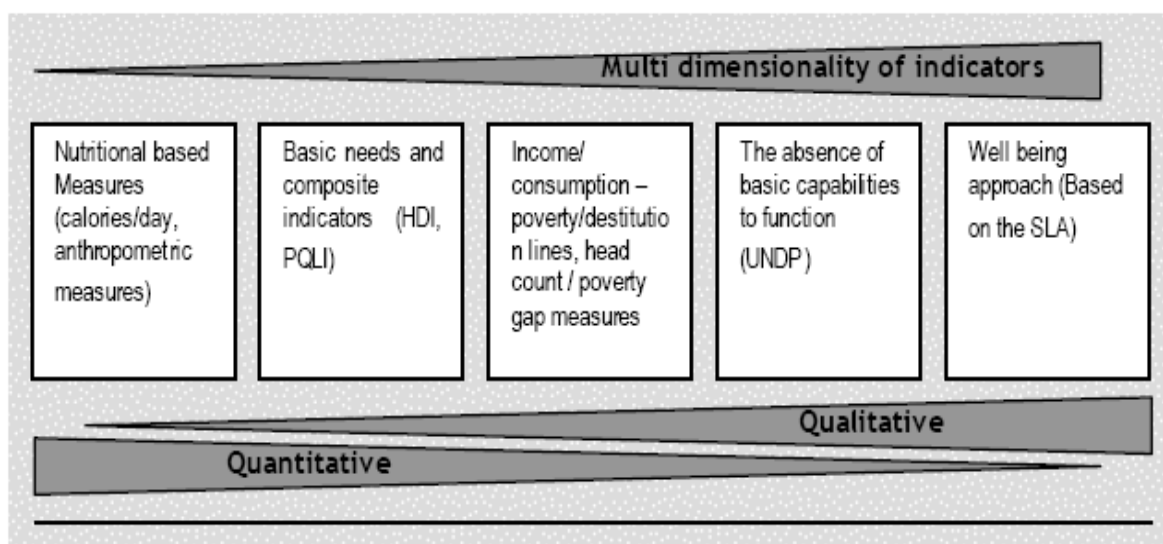 Multi dimensionality of indicators
Nutritional based
Measures
(calories/day,
anthropometric
measures)
Basic needs and
composite
indicators (HDI,
PQLI)
Income/
consumption –
poverty/destitutio
n lines, head
count / poverty
gap measures
The absence of
basic capabilities
to function
(UNDP)
Well being
approach (Based
on the SLA)
Qualitative
Quantitative